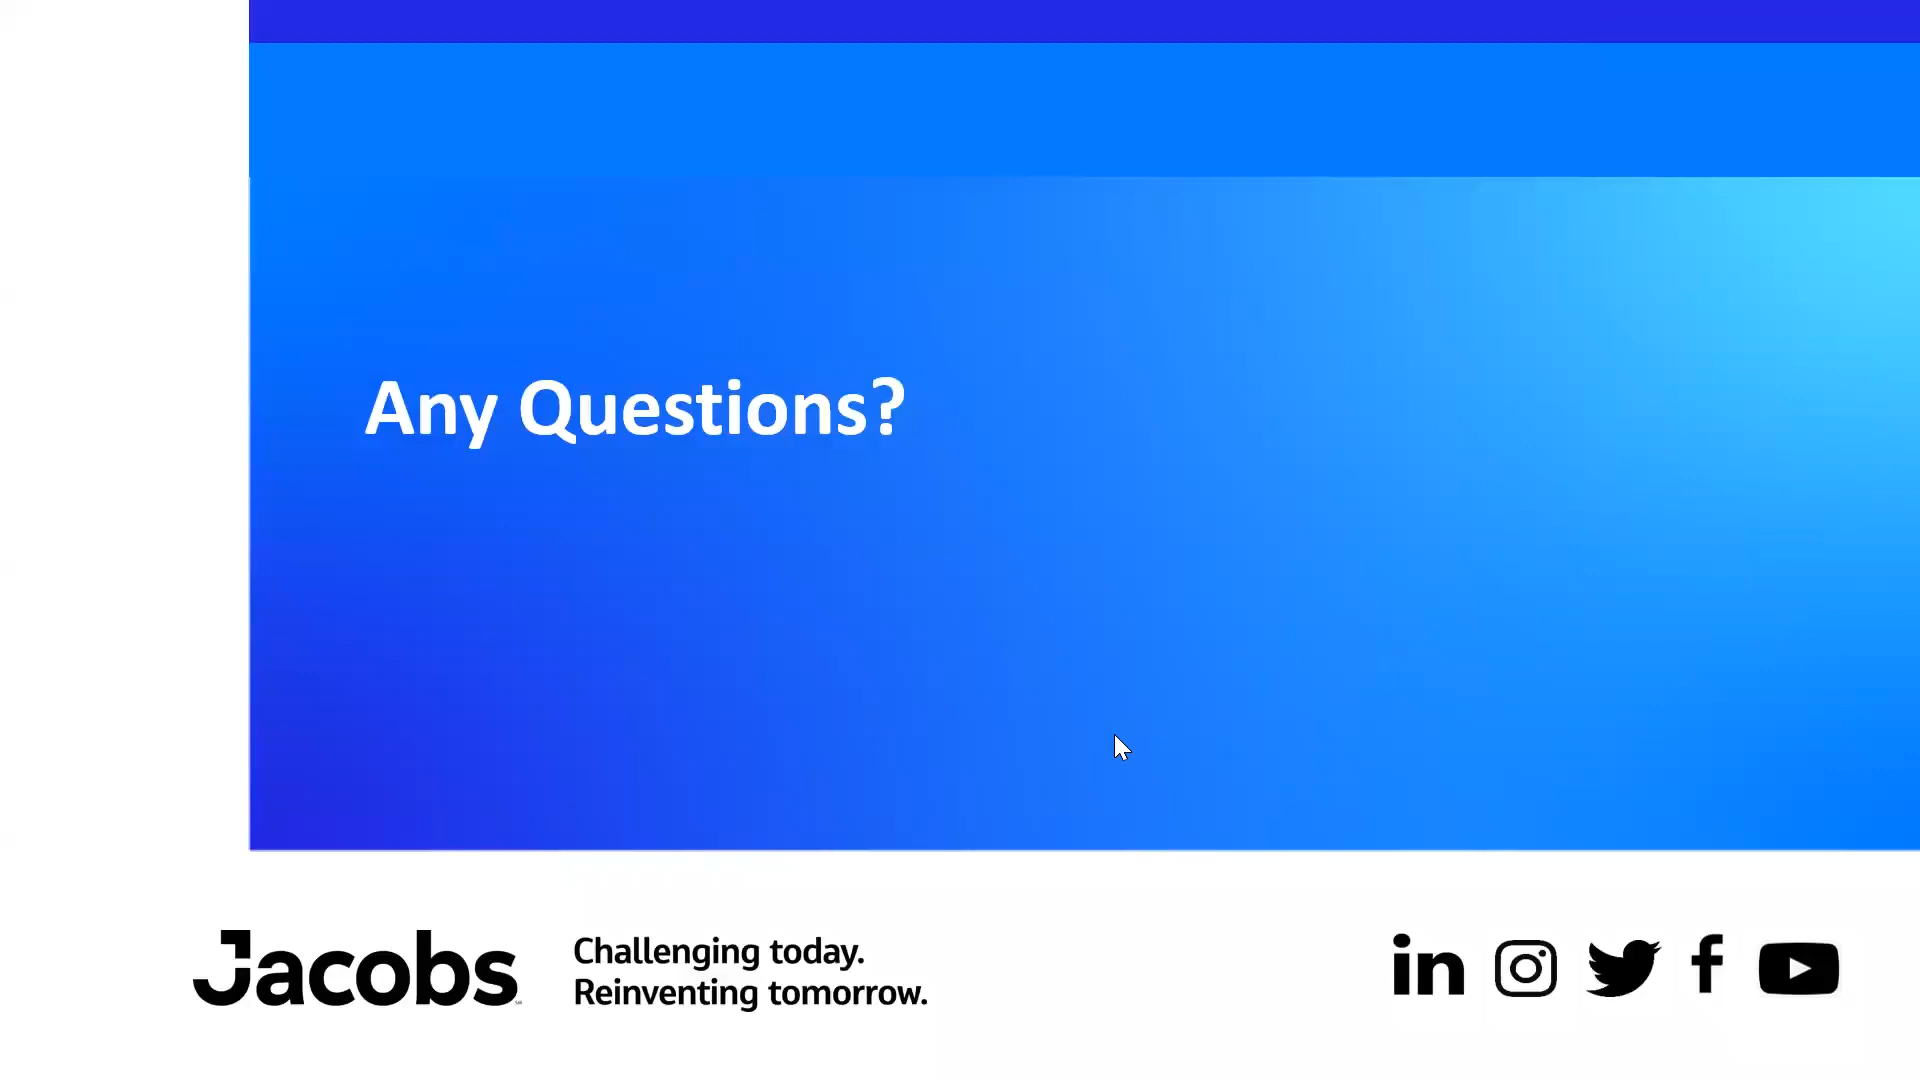 Any Questions?
Jacobs
Challenging today.
Reinventing tomorrow.